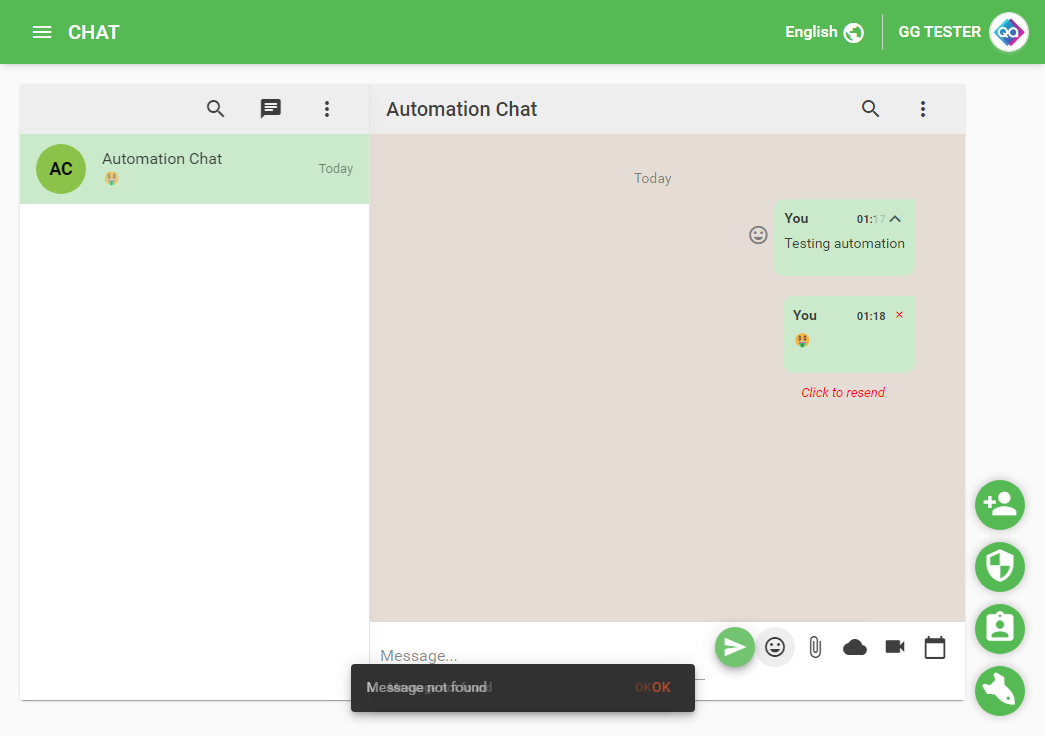 CHAT
English
GG TESTER
QA
Automation Chat
AC
Automation Chat
Today
Today
You 01:17
Testing automation
You 01:18
Click to resend
Message...
Message not found OK